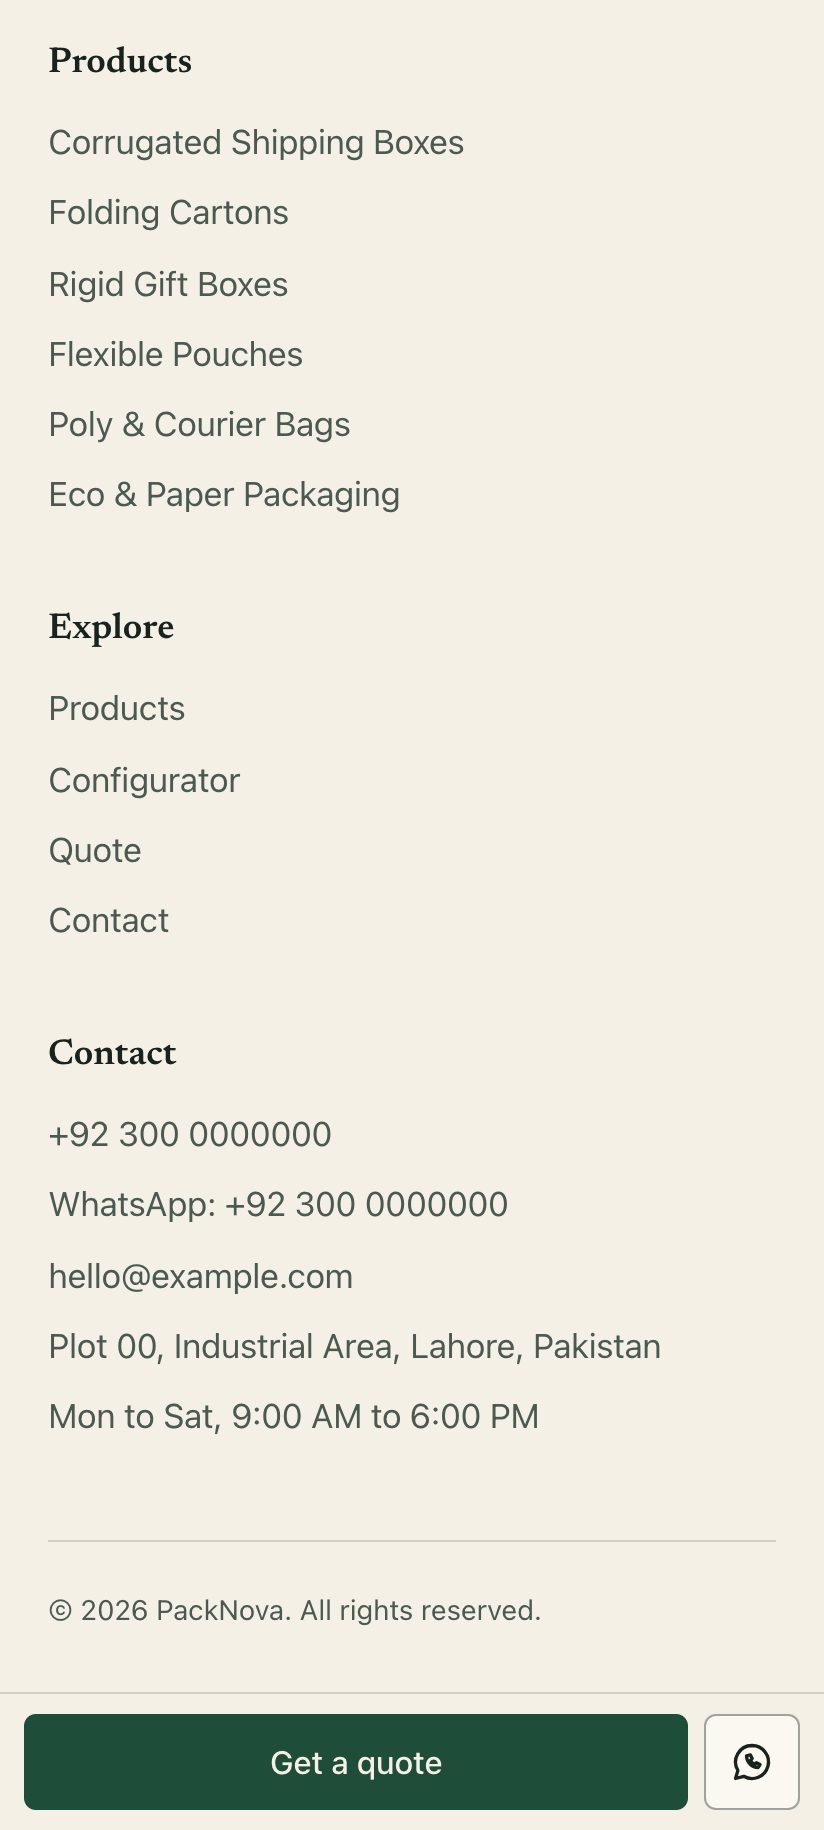 Products
Corrugated Shipping Boxes
Folding Cartons
Rigid Gift Boxes
Flexible Pouches
Poly & Courier Bags
Eco & Paper Packaging
Explore
Products
Configurator
Quote
Contact
Contact
+92 300 0000000
WhatsApp: +92 300 0000000
hello@example.com
Plot 00, Industrial Area, Lahore, Pakistan
Mon to Sat, 9:00 AM to 6:00 PM
© 2026 PackNova. All rights reserved.
Get a quote